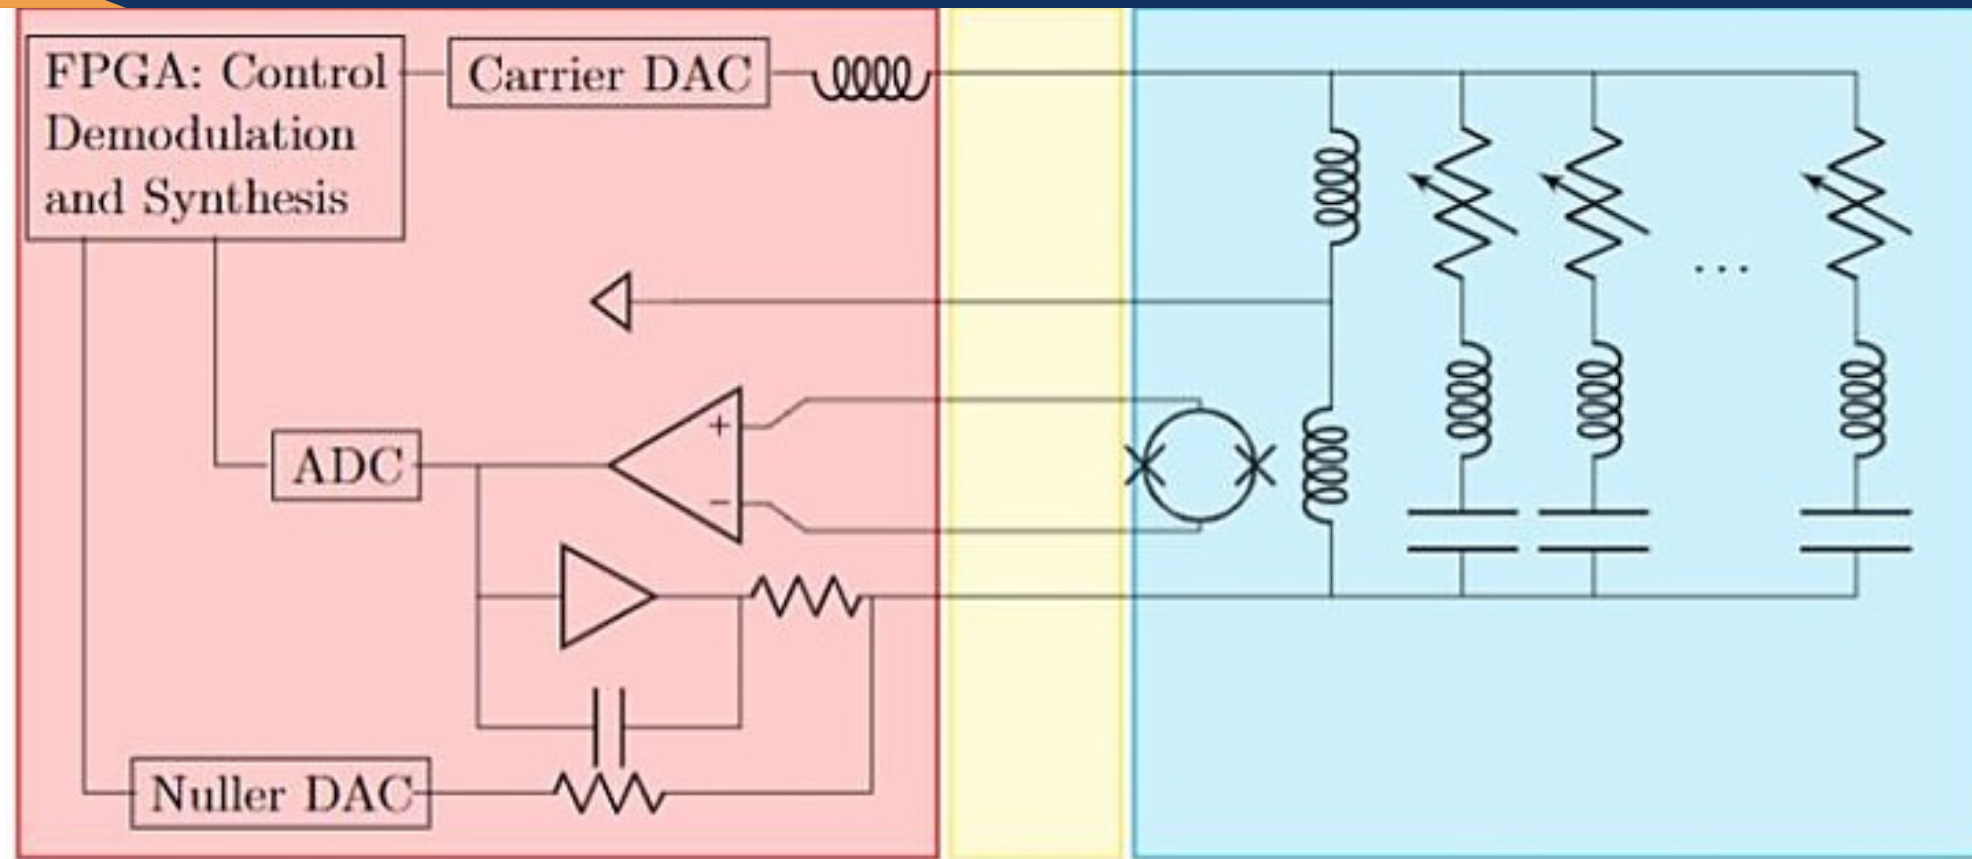 FPGA: Control
Demodulation
and Synthesis
Carrier DAC
+
ADC
−
...
Nuller DAC